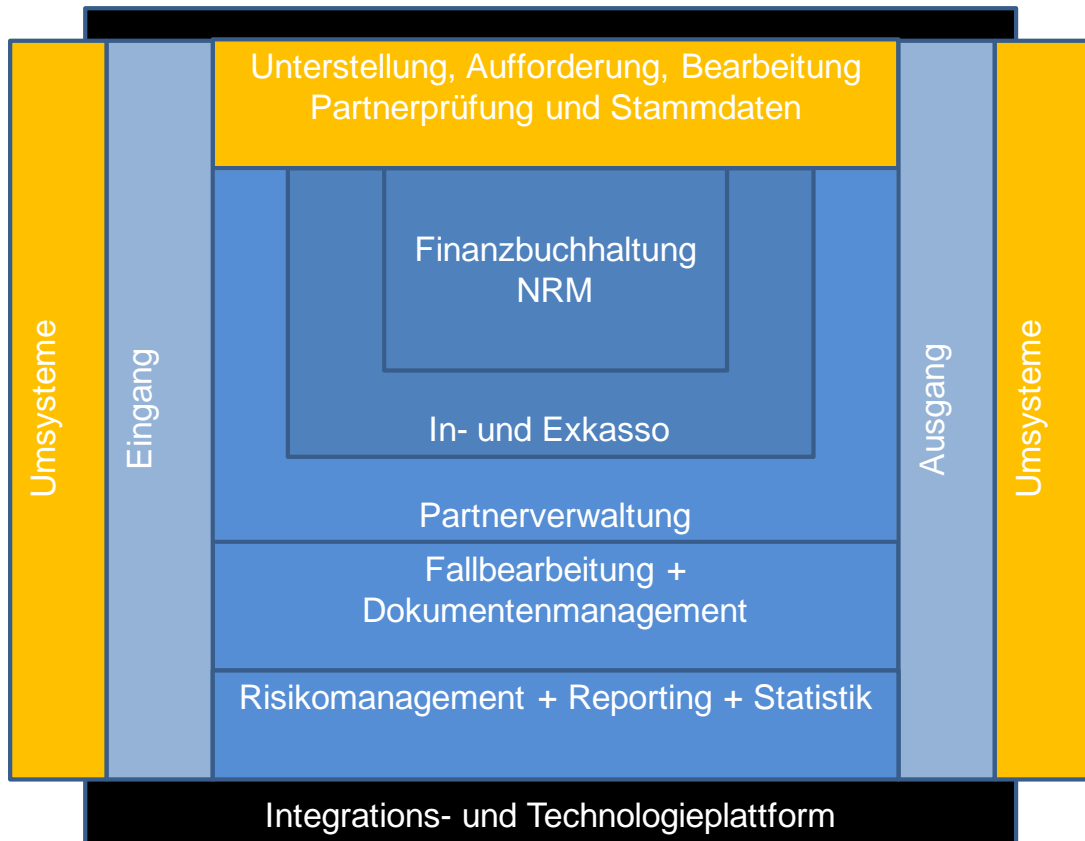 Unterstellung, Aufforderung, Bearbeitung
Partnerprüfung und Stammdaten
Umsysteme
Eingang
Finanzbuchhaltung
NRM
In- und Exkasso
Partnerverwaltung
Fallbearbeitung +
Dokumentenmanagement
Risikomanagement + Reporting + Statistik
Ausgang
Umsysteme
Integrations- und Technologieplattform